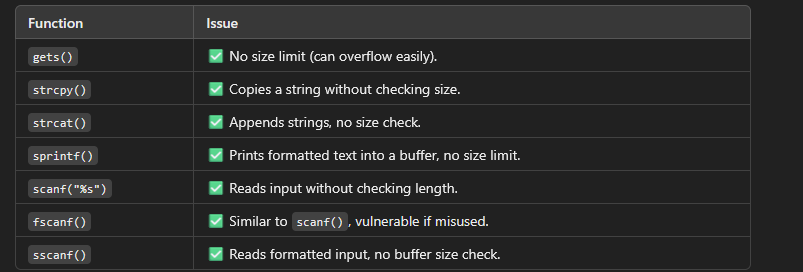 Function Issue
gets() ✅ No size limit (can overflow easily).
strcpy() ✅ Copies a string without checking size.
strcat() ✅ Appends strings, no size check.
sprintf() ✅ Prints formatted text into a buffer, no size limit.
scanf("%s") ✅ Reads input without checking length.
fscanf() ✅ Similar to scanf(), vulnerable if misused.
sscanf() ✅ Reads formatted input, no buffer size check.